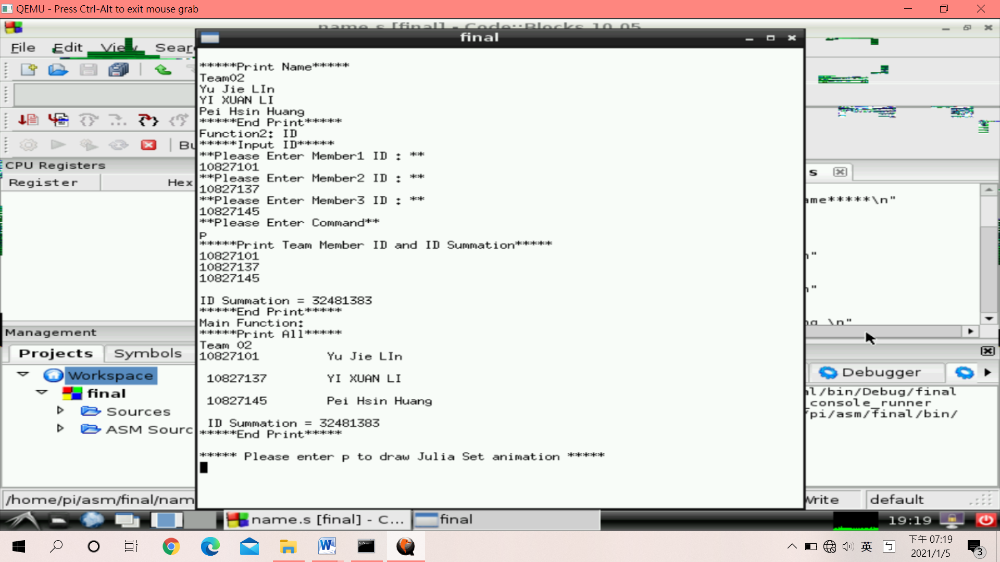 QEMU - Press Ctrl-Alt to exit mouse grab
name.s [final] - Code::Blocks 10.05
final
File Edit View Sear
*****Print Name*****
Team02
Yu Jie LIn
YI XUAN LI
Pei Hsin Huang
*****End Print*****
Function2: ID
*****Input ID*****
**Please Enter Member1 ID : **
10827101
**Please Enter Member2 ID : **
10827137
**Please Enter Member3 ID : **
10827145
**Please Enter Command**
P
*****Print Team Member ID and ID Summation*****
10827101
10827137
10827145
ID Summation = 32481383
*****End Print*****
Main Function:
*****Print All*****
Team 02
10827101 Yu Jie LIn
10827137 YI XUAN LI
10827145 Pei Hsin Huang
ID Summation = 32481383
*****End Print*****
***** Please enter p to draw Julia Set animation *****
Bu
CPU Registers
Register Hex
Management
Projects Symbols
Workspace
final
Sources
ASM Sourc
s
ame*****\n"
n"
n"
ng \n"
Debugger
al/bin/Debug/final
_console_runner
/pi/asm/final/bin/
/home/pi/asm/final/nam
Write default
name.s [final] - C... final
19:19
英
下午 07:19
2021/1/5
3